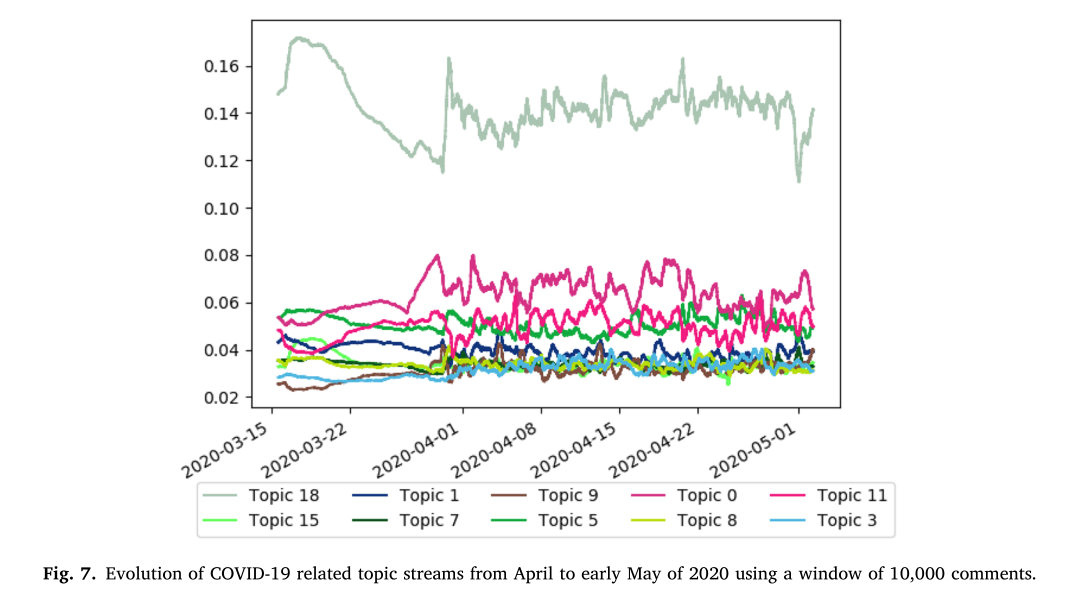 0.16
0.14
0.12
0.10
0.08
0.06
0.04
0.02
2020-03-15 2020-03-22 2020-04-01 2020-04-08 2020-04-15 2020-04-22 2020-05-01
Topic 18 Topic 1 Topic 9 Topic 0 Topic 11
Topic 15 Topic 7 Topic 5 Topic 8 Topic 3
Fig. 7. Evolution of COVID-19 related topic streams from April to early May of 2020 using a window of 10,000 comments.